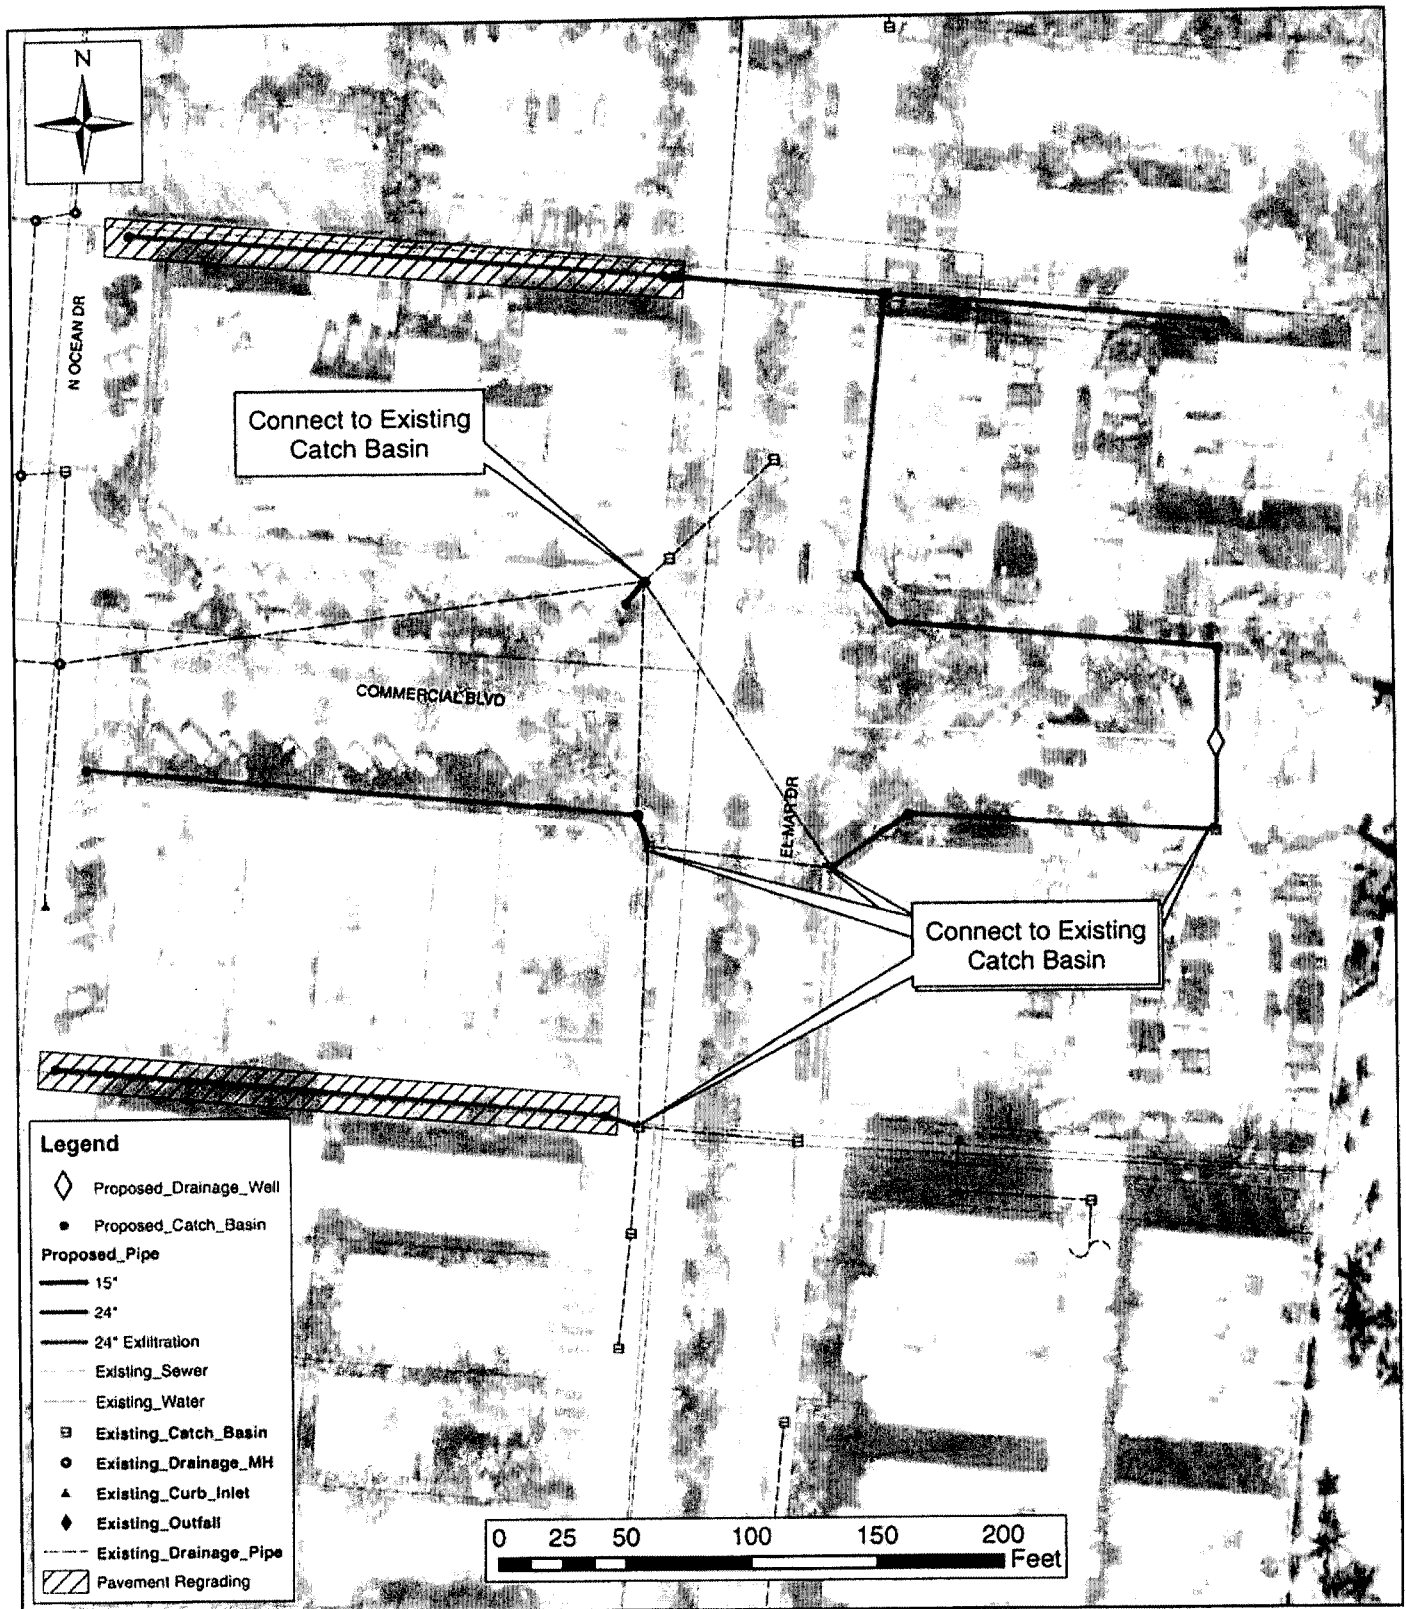 N
N OCEAN DR
Connect to Existing
Catch Basin
COMMERCIAL BLVD
EL MAR DR
Connect to Existing
Catch Basin
Legend
Proposed_Drainage_Well
Proposed_Catch_Basin
Proposed_Pipe
15"
24"
24" Exfiltration
Existing_Sewer
Existing_Water
Existing_Catch_Basin
Existing_Drainage_MH
Existing_Curb_Inlet
Existing_Outfall
Existing_Drainage_Pipe
Pavement Regrading
0 25 50 100 150 200
Feet